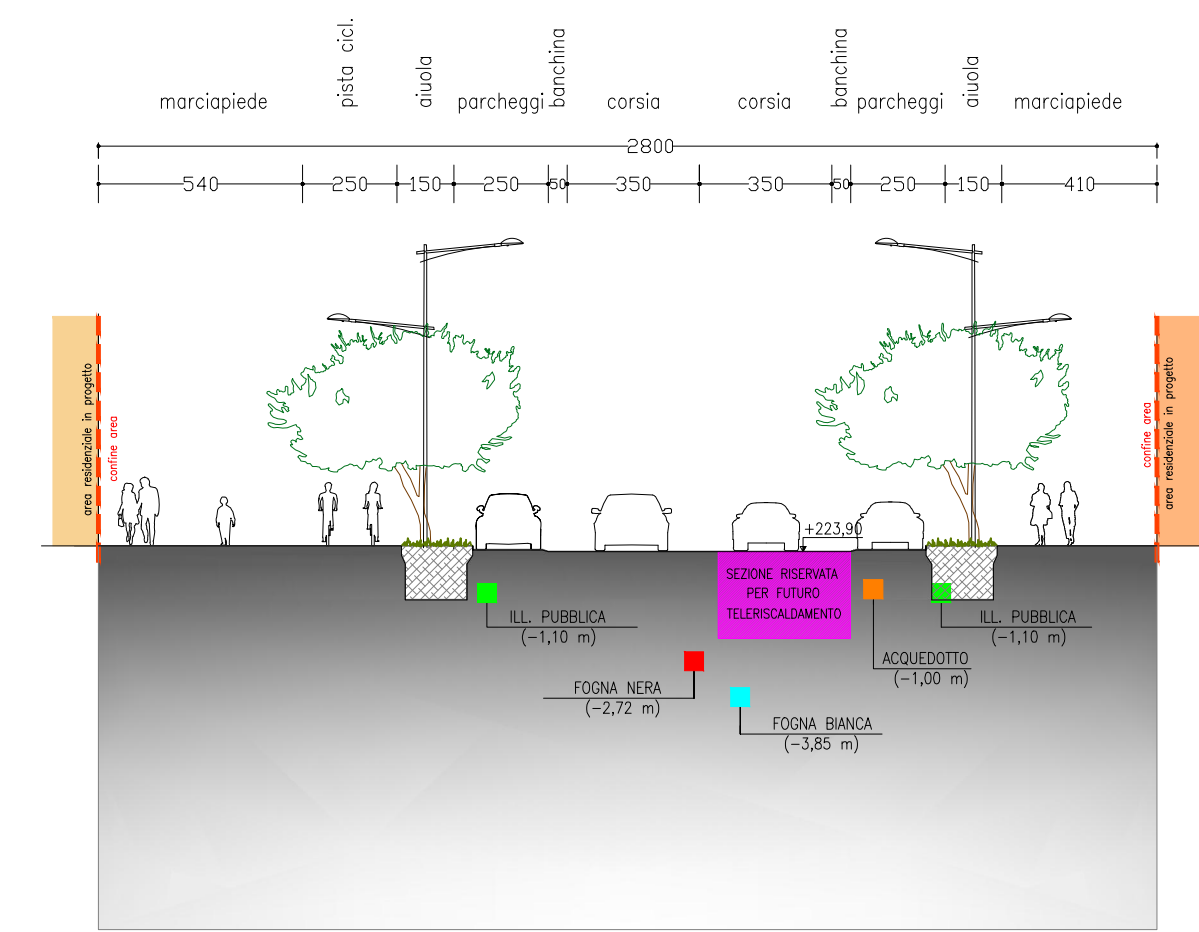 marciapiede
pista cicl.
aiuola
parcheggi
banchina
corsia
corsia
banchina
parcheggi
aiuola
marciapiede
2800
540
250
150
250
50
350
350
50
250
150
410
area residenziale in progetto
confine area
confine area
area residenziale in progetto
+223,90
SEZIONE RISERVATA
PER FUTURO
TELERISCALDAMENTO
ILL. PUBBLICA
(-1,10 m)
ILL. PUBBLICA
(-1,10 m)
ACQUEDOTTO
(-1,00 m)
FOGNA NERA
(-2,72 m)
FOGNA BIANCA
(-3,85 m)